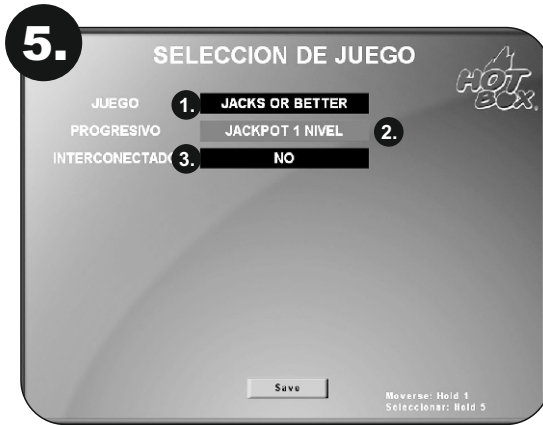 5.
SELECCION DE JUEGO
HOT
BOX.
JUEGO 1. JACKS OR BETTER
PROGRESIVO JACKPOT 1 NIVEL 2.
INTERCONECTADO 3. NO
Save
Moverse: Hold 1
Seleccionar: Hold 5